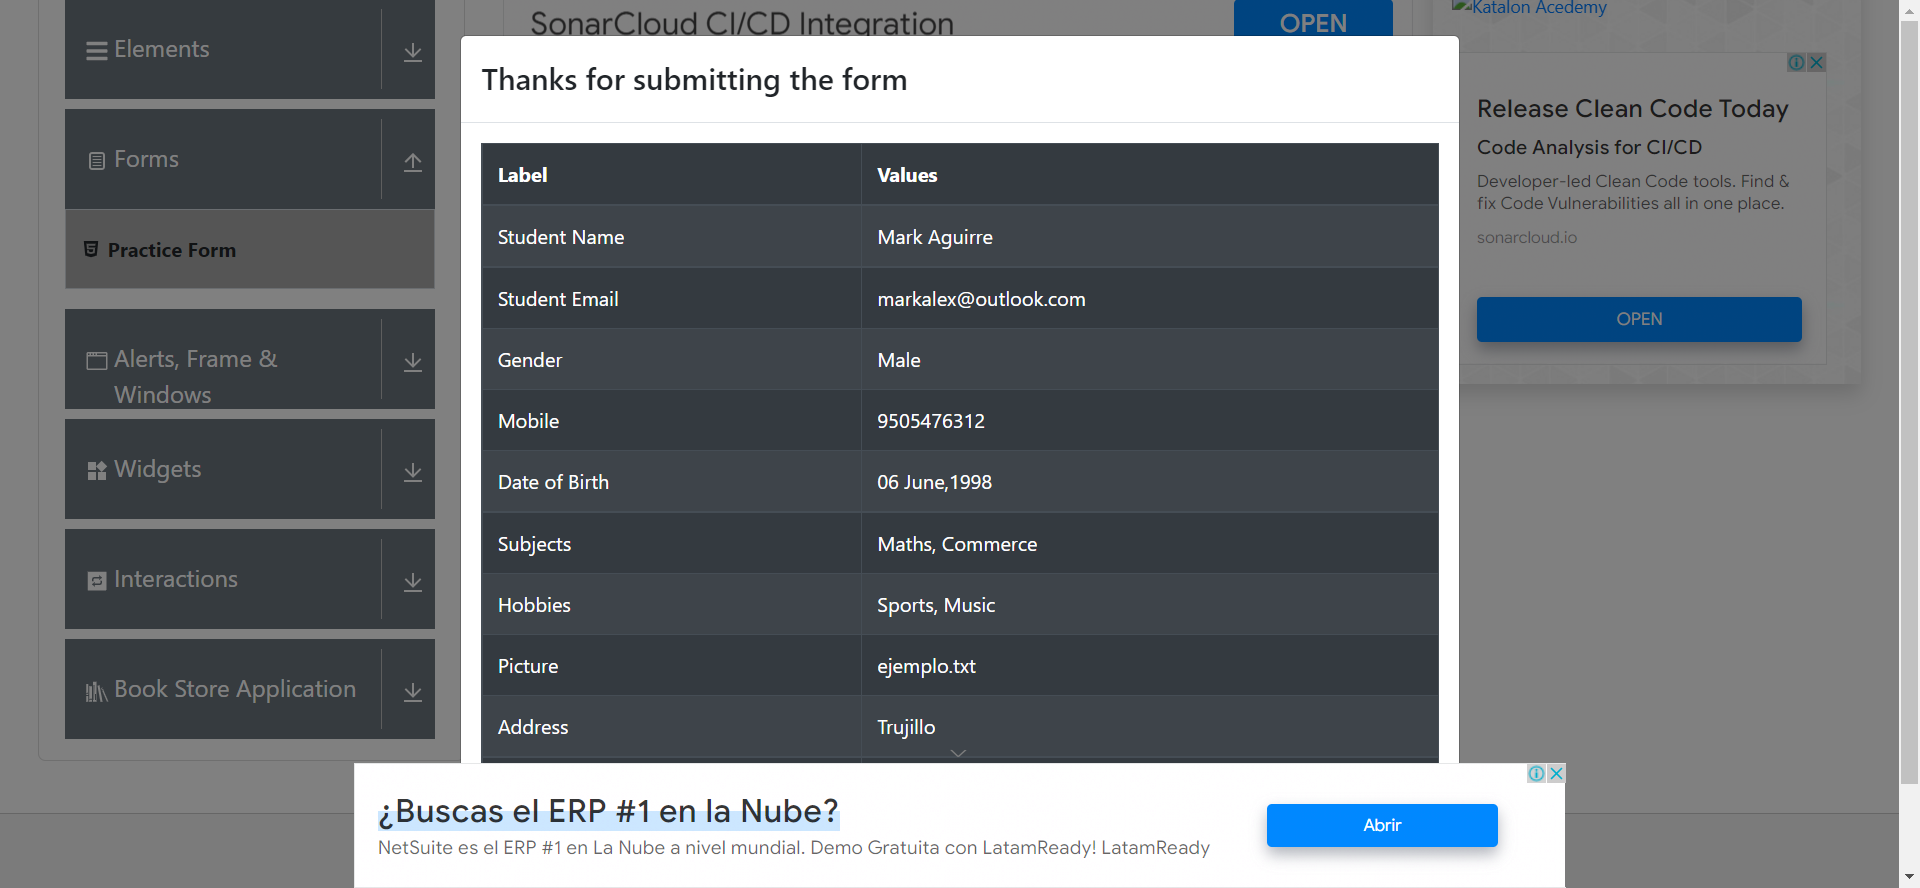 Elements
Forms
Practice Form
Alerts, Frame &
Windows
Widgets
Interactions
Book Store Application
SonarCloud CI/CD Integration
OPEN
Thanks for submitting the form
Label Values
Student Name Mark Aguirre
Student Email markalex@outlook.com
Gender Male
Mobile 9505476312
Date of Birth 06 June,1998
Subjects Maths, Commerce
Hobbies Sports, Music
Picture ejemplo.txt
Address Trujillo
Katalon Acedemy
Release Clean Code Today
Code Analysis for CI/CD
Developer-led Clean Code tools. Find &
fix Code Vulnerabilities all in one place.
sonarcloud.io
OPEN
¿Buscas el ERP #1 en la Nube?
NetSuite es el ERP #1 en La Nube a nivel mundial. Demo Gratuita con LatamReady! LatamReady
Abrir